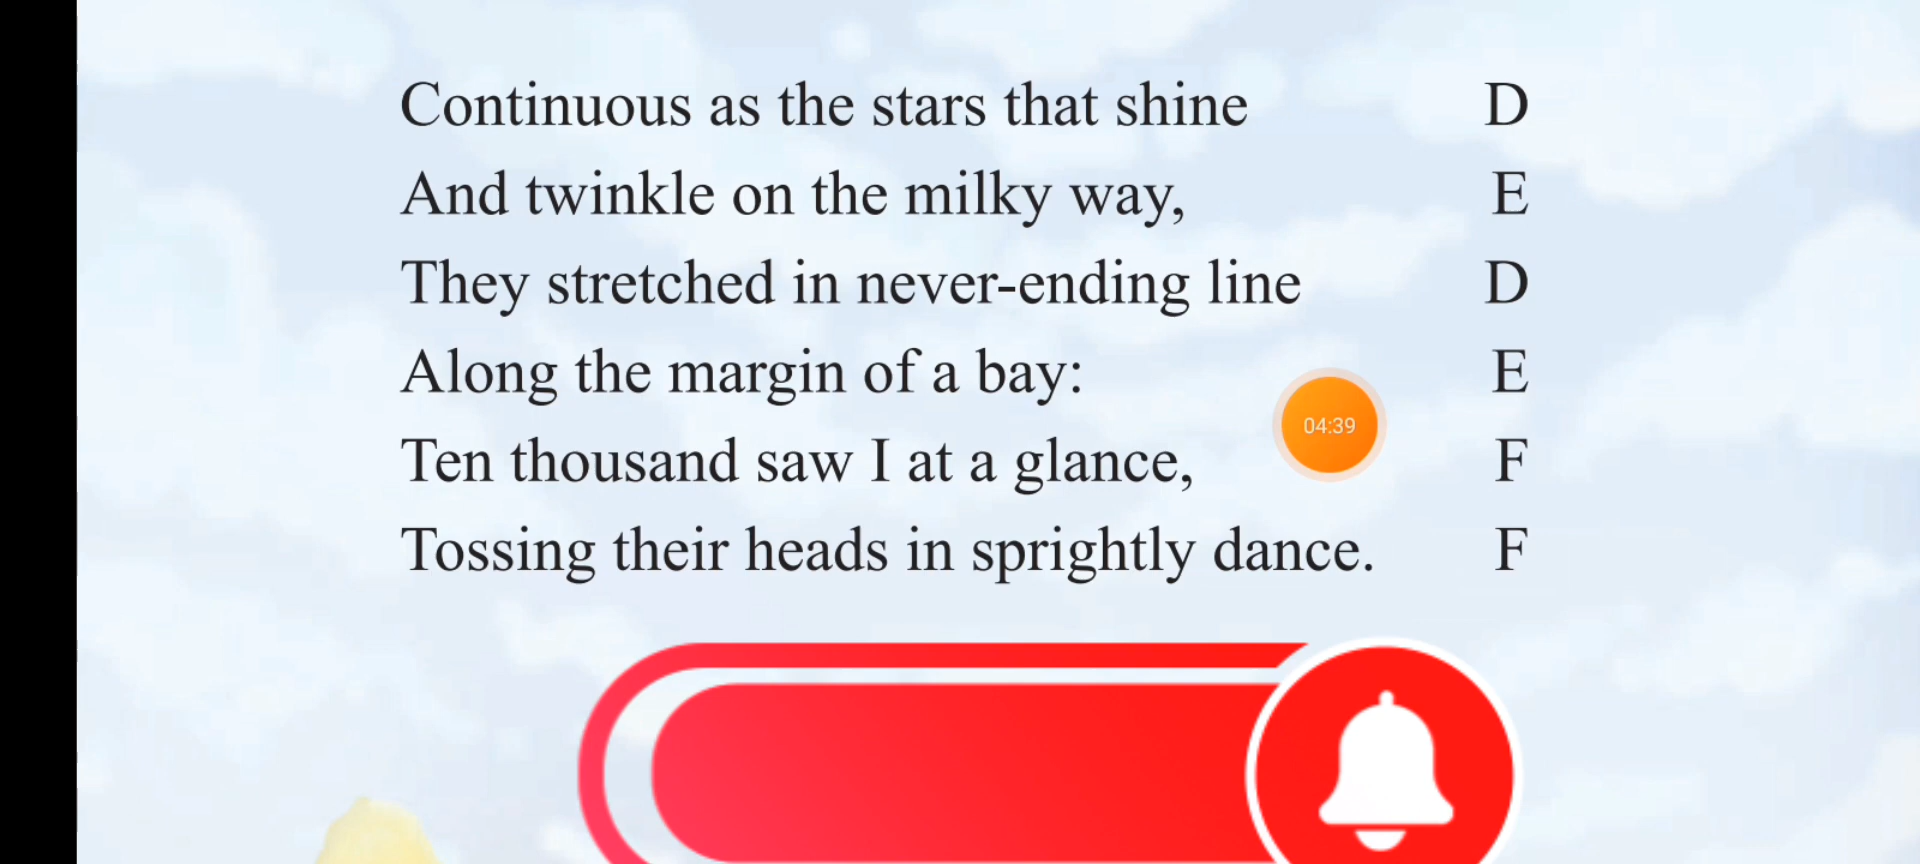 Continuous as the stars that shine D
And twinkle on the milky way, E
They stretched in never-ending line D
Along the margin of a bay: E
04:39
Ten thousand saw I at a glance, F
Tossing their heads in sprightly dance. F